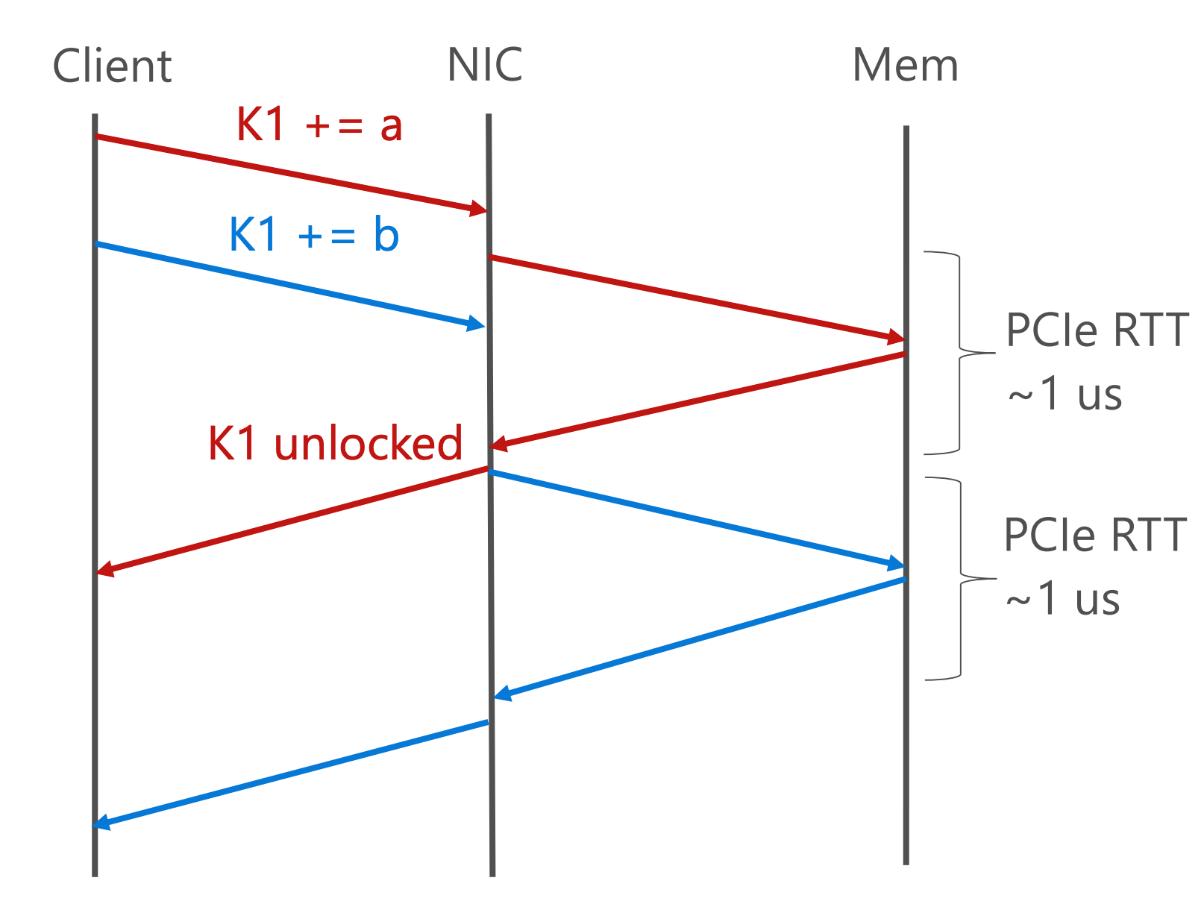 Client
NIC
Mem
K1 += a
K1 += b
PCIe RTT
~1 us
K1 unlocked
PCIe RTT
~1 us